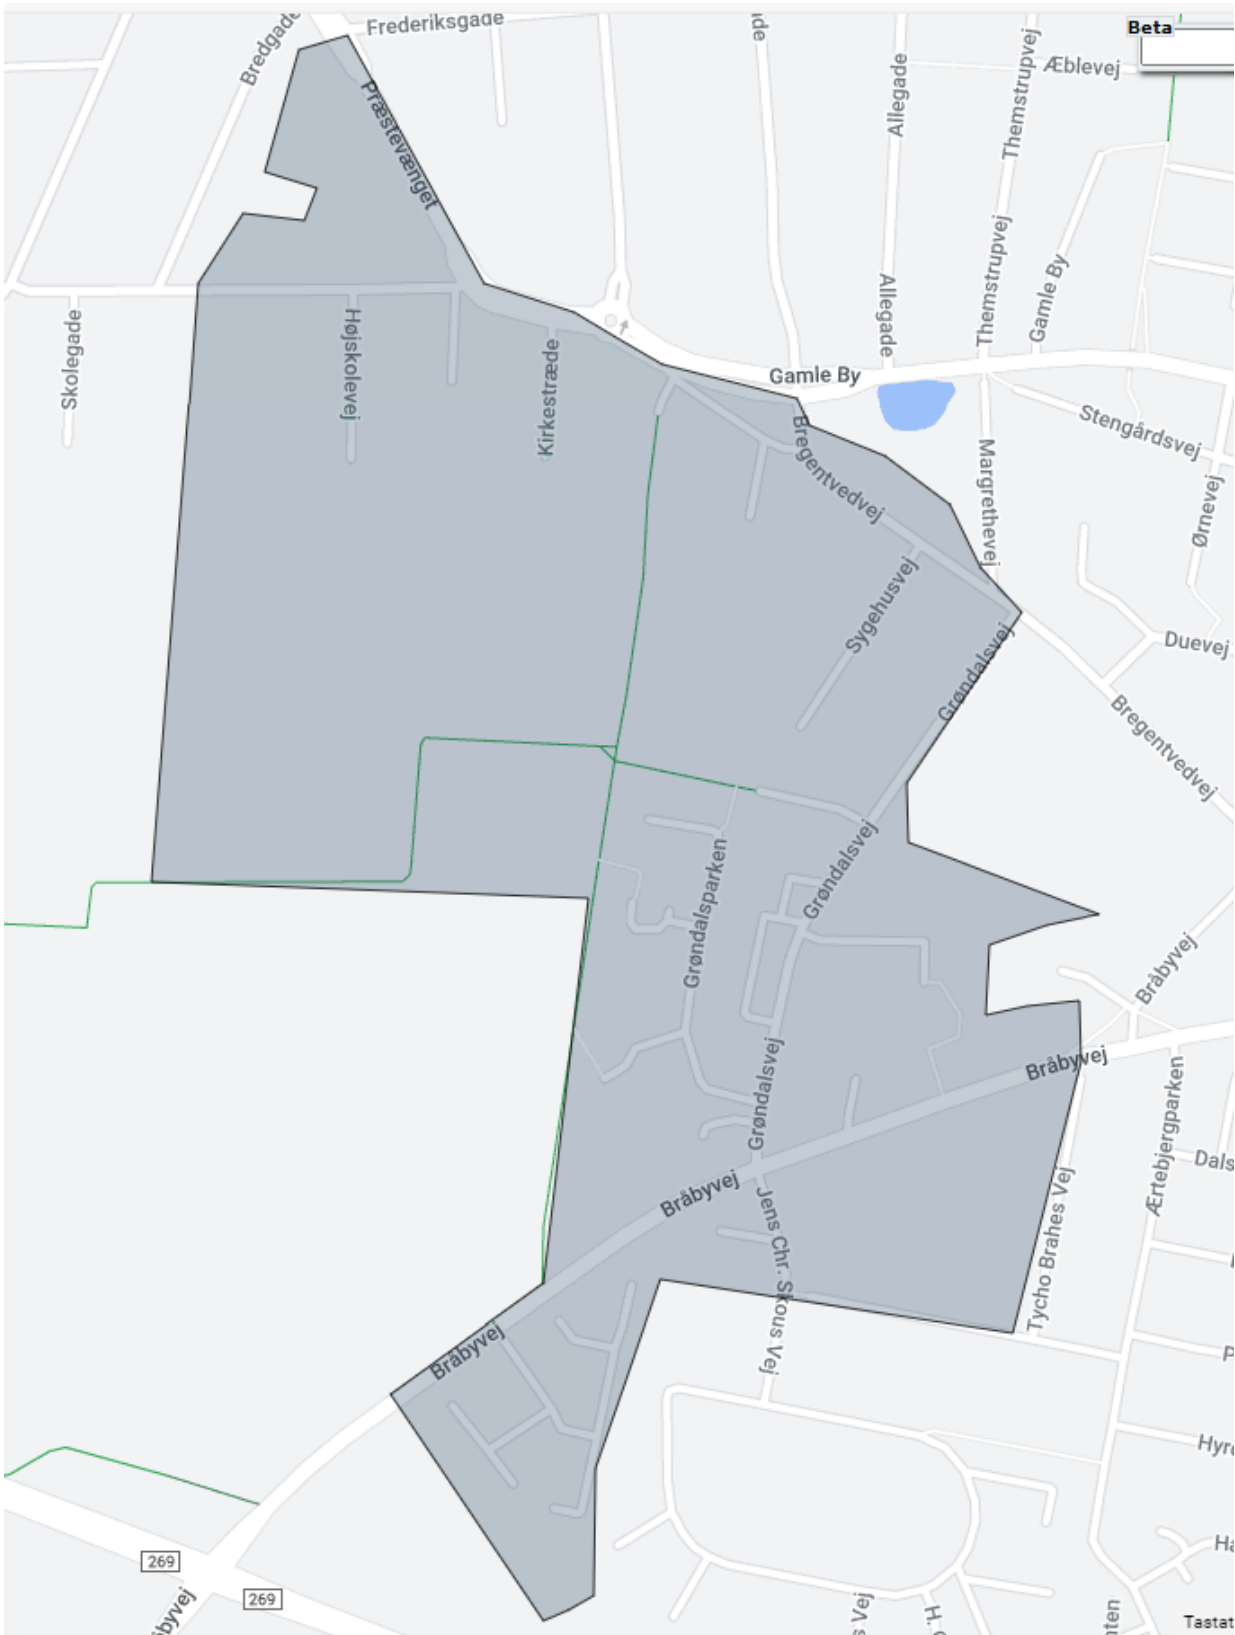 Frederiksgade
Bredgade
Beta
Æblevej
Præstevænget
Allegade
Themstrupvej
Allegade
Themstrupvej
Gamle By
Skolegade
Højskolevej
Kirkestræde
Gamle By
Stengårdsvej
Bregentvedvej
Margrethevej
Ørnevej
Sygehusvej
Grøndalsvej
Duevej
Bregentvedvej
Grøndalsvej
Grøndalsparken
Bråbyvej
Grøndalsvej
Bråbyvej
Ærtebjergparken
Dals
Bråbyvej
Jens Chr. Skous Vej
Tycho Brahes Vej
Bråbyvej
269
269
Tastat